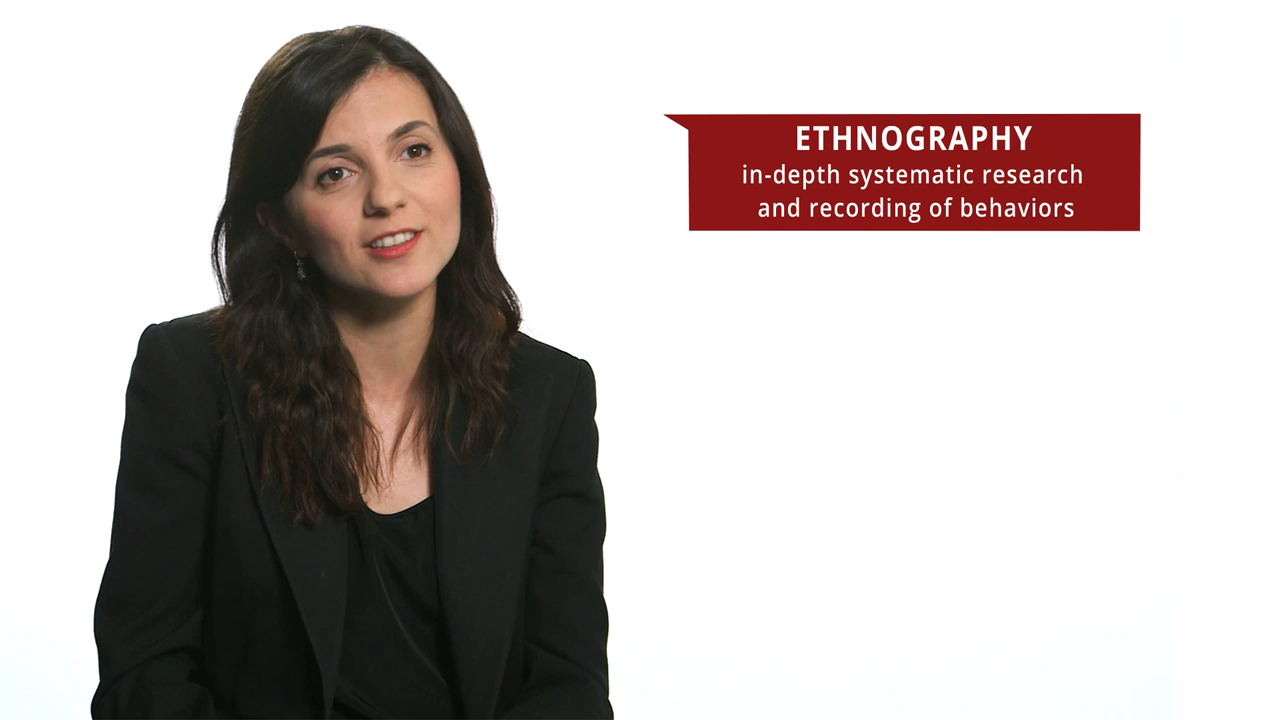 ETHNOGRAPHY
in-depth systematic research
and recording of behaviors